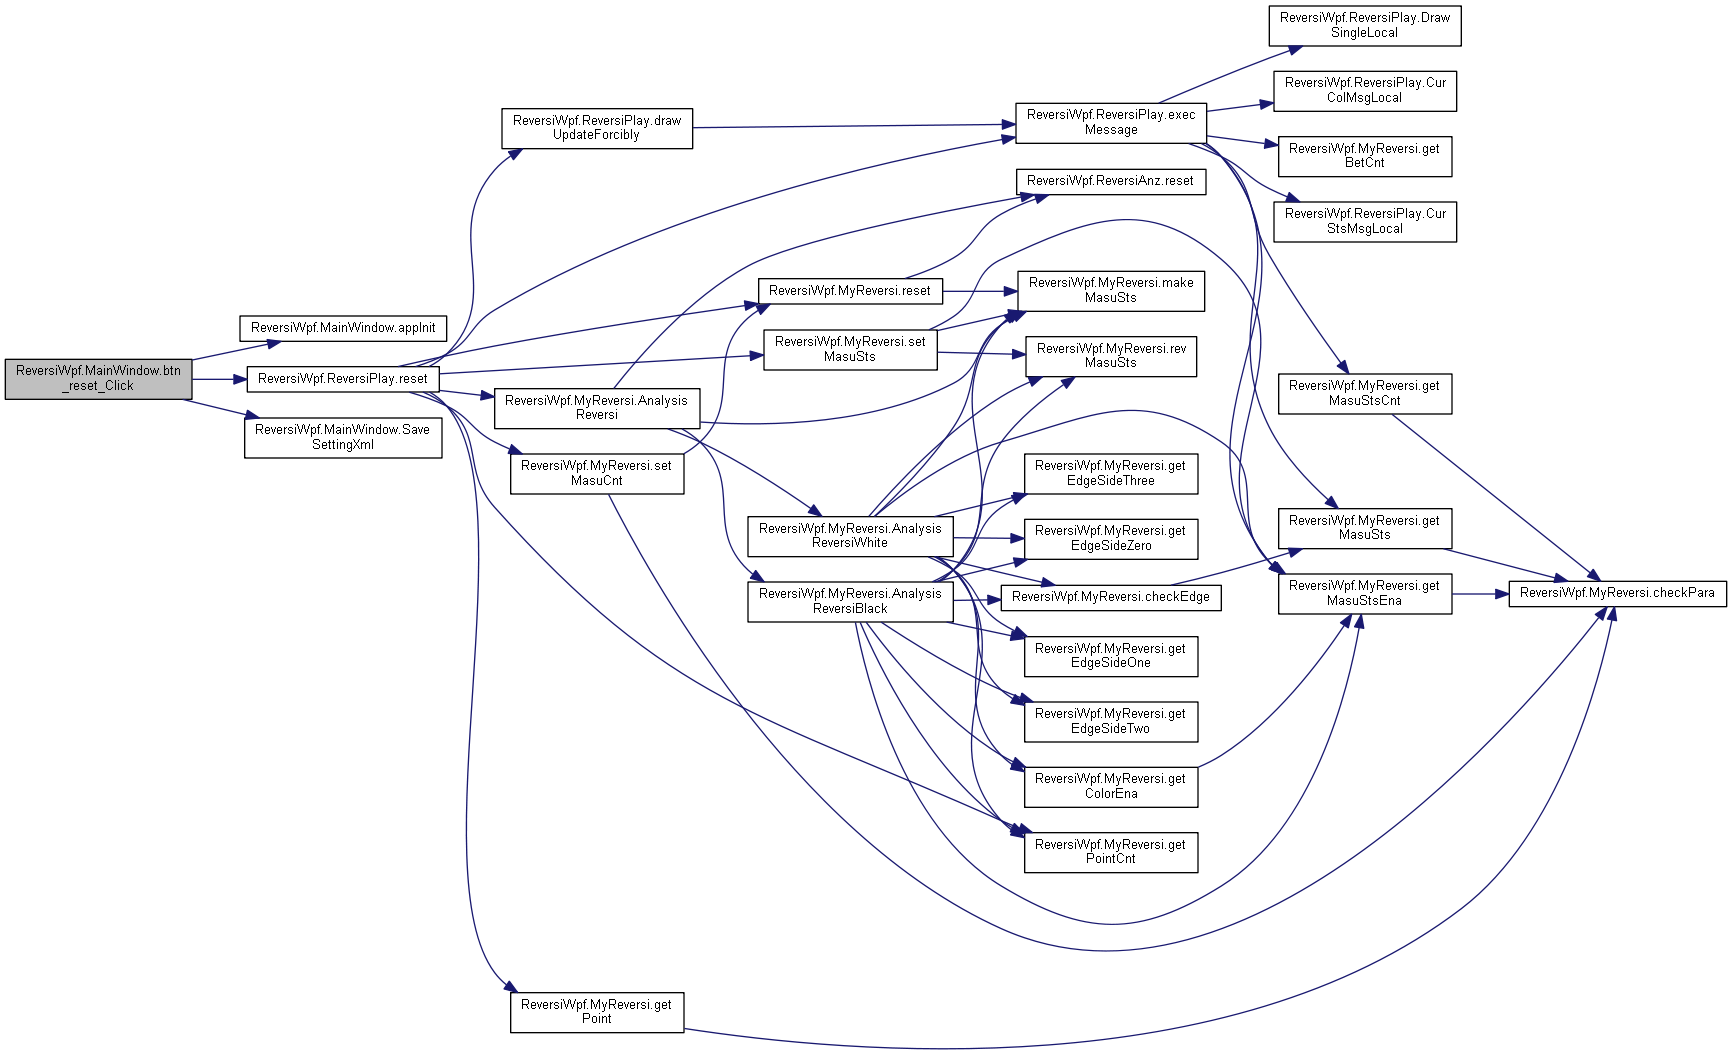 ReversiWpf.MainWindow.btn
_reset_Click
ReversiWpf.MainWindow.appInit
ReversiWpf.ReversiPlay.reset
ReversiWpf.MainWindow.Save
SettingXml
ReversiWpf.ReversiPlay.draw
UpdateForcibly
ReversiWpf.MyReversi.Analysis
Reversi
ReversiWpf.MyReversi.set
MasuCnt
ReversiWpf.MyReversi.get
Point
ReversiWpf.MyReversi.reset
ReversiWpf.MyReversi.set
MasuSts
ReversiWpf.MyReversi.Analysis
ReversiWhite
ReversiWpf.MyReversi.Analysis
ReversiBlack
ReversiWpf.ReversiPlay.exec
Message
ReversiWpf.ReversiAnz.reset
ReversiWpf.MyReversi.make
MasuSts
ReversiWpf.MyReversi.rev
MasuSts
ReversiWpf.MyReversi.get
EdgeSideThree
ReversiWpf.MyReversi.get
EdgeSideZero
ReversiWpf.MyReversi.checkEdge
ReversiWpf.MyReversi.get
EdgeSideOne
ReversiWpf.MyReversi.get
EdgeSideTwo
ReversiWpf.MyReversi.get
ColorEna
ReversiWpf.MyReversi.get
PointCnt
ReversiWpf.ReversiPlay.Draw
SingleLocal
ReversiWpf.ReversiPlay.Cur
ColMsgLocal
ReversiWpf.MyReversi.get
BetCnt
ReversiWpf.ReversiPlay.Cur
StsMsgLocal
ReversiWpf.MyReversi.get
MasuStsCnt
ReversiWpf.MyReversi.get
MasuSts
ReversiWpf.MyReversi.get
MasuStsEna
ReversiWpf.MyReversi.checkPara